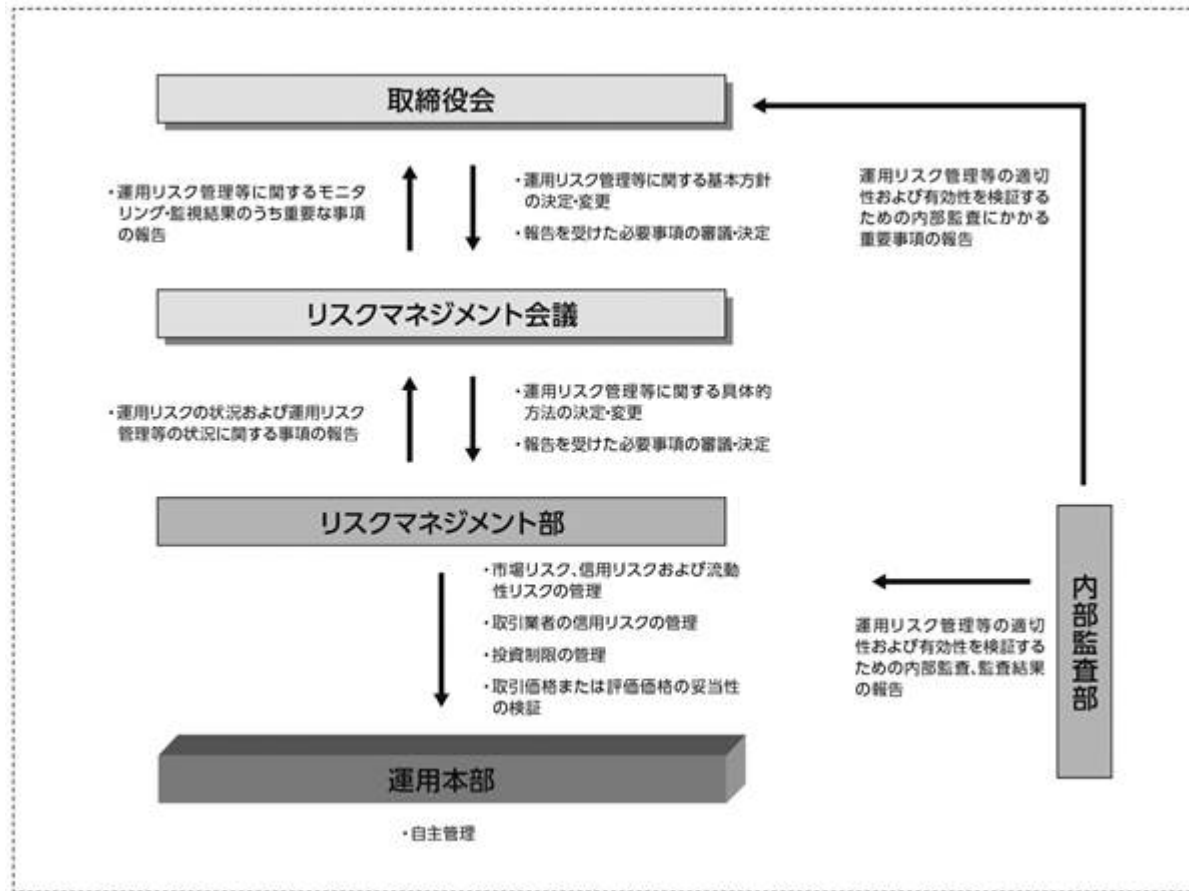 取締役会
・運用リスク管理等に関するモニタ
リング・監視結果のうち重要な事項
の報告
・運用リスク管理等に関する基本方針
の決定・変更
・報告を受けた必要事項の審議・決定
運用リスク管理等の適切
性および有効性を検証する
ための内部監査にかかる
重要事項の報告
リスクマネジメント会議
・運用リスクの状況および運用リスク
管理等の状況に関する事項の報告
・運用リスク管理等に関する具体的
方法の決定・変更
・報告を受けた必要事項の審議・決定
リスクマネジメント部
・市場リスク、信用リスクおよび流動
性リスクの管理
・取引業者の信用リスクの管理
・投資制限の管理
・取引価格または評価価格の妥当性
の検証
運用リスク管理等の適切
性および有効性を検証する
ための内部監査、監査結果
の報告
内部監査部
運用本部
・自主管理